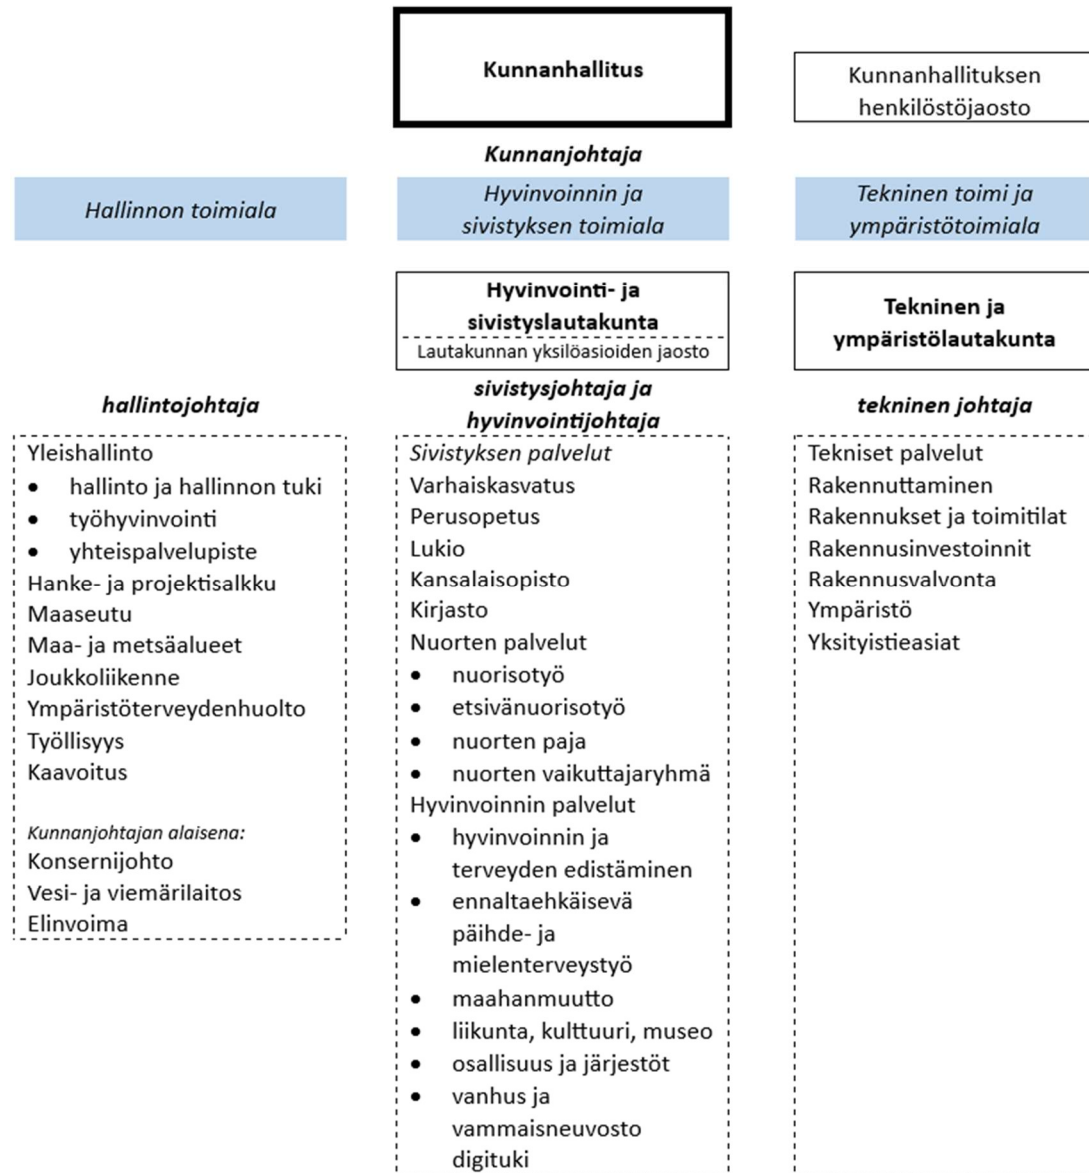 Kunnanhallitus
Kunnanhallituksen
henkilöstöjaosto
Kunnanjohtaja
Hallinnon toimiala
Hyvinvoinnin ja
sivistyksen toimiala
Tekninen toimi ja
ympäristötoimiala
Hyvinvointi- ja
sivistyslautakunta
Lautakunnan yksilöasioiden jaosto
Tekninen ja
ympäristölautakunta
hallintojohtaja
sivistysjohtaja ja
hyvinvointijohtaja
tekninen johtaja
Yleishallinto
• hallinto ja hallinnon tuki
• työhyvinvointi
• yhteispalvelupiste
Hanke- ja projektisalkku
Maaseutu
Maa- ja metsäalueet
Joukkoliikenne
Ympäristöterveydenhuolto
Työllisyys
Kaavoitus
Kunnanjohtajan alaisena:
Konsernijohto
Vesi- ja viemärilaitos
Elinvoima
Sivistyksen palvelut
Varhaiskasvatus
Perusopetus
Lukio
Kansalaisopisto
Kirjasto
Nuorten palvelut
• nuorisotyö
• etsivänuorisotyö
• nuorten paja
• nuorten vaikuttajaryhmä
Hyvinvoinnin palvelut
• hyvinvoinnin ja
terveyden edistäminen
• ennaltaehkäisevä
päihde- ja
mielenterveystyö
• maahanmuutto
• liikunta, kulttuuri, museo
• osallisuus ja järjestöt
• vanhus ja
vammaisneuvosto
digituki
Tekniset palvelut
Rakennuttaminen
Rakennukset ja toimitilat
Rakennusinvestoinnit
Rakennusvalvonta
Ympäristö
Yksityistieasiat